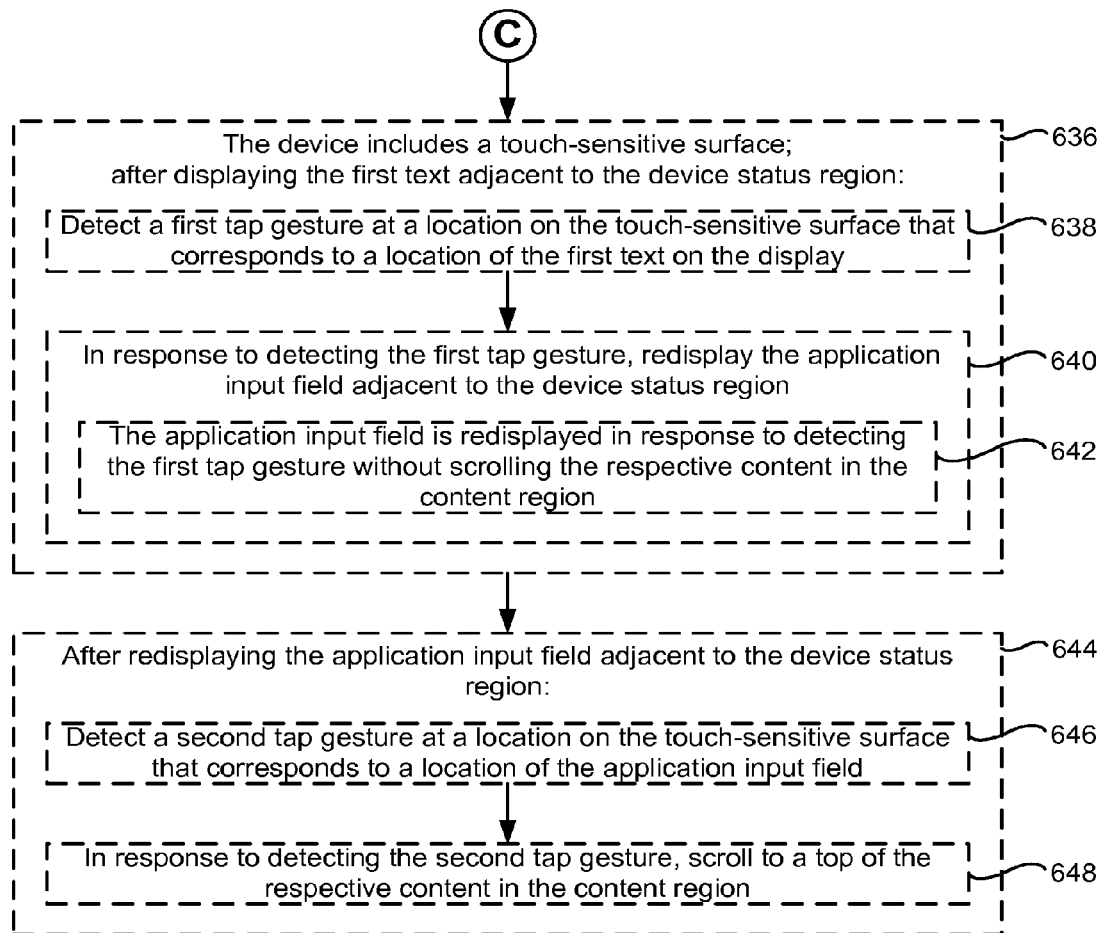 C
The device includes a touch-sensitive surface;
after displaying the first text adjacent to the device status region:
636
Detect a first tap gesture at a location on the touch-sensitive surface that
corresponds to a location of the first text on the display
638
In response to detecting the first tap gesture, redisplay the application
input field adjacent to the device status region
640
The application input field is redisplayed in response to detecting
the first tap gesture without scrolling the respective content in the
content region
642
After redisplaying the application input field adjacent to the device status
region:
644
Detect a second tap gesture at a location on the touch-sensitive surface
that corresponds to a location of the application input field
646
In response to detecting the second tap gesture, scroll to a top of the
respective content in the content region
648